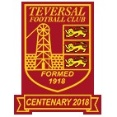 TEVERSAL
FOOTBALL CLUB
FORMED
1918
CENTENARY 2018